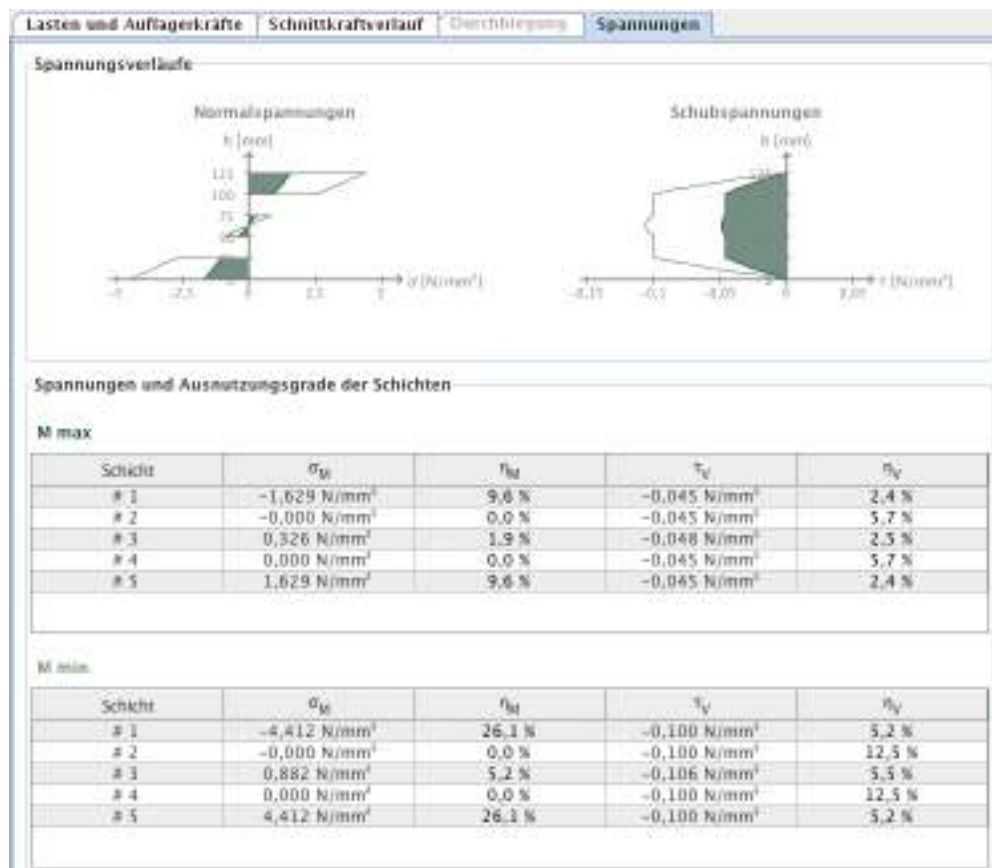 Lasten und Auflagerkräfte Schnittkraftverlauf Durchbiegung Spannungen
Spannungsverläufe
Normalspannungen Schubspannungen
h [mm] h [mm]
125
100
75
-2,5 0 2,5 5 σ [N/mm²] -0,15 -0,1 -0,05 0 0,05 τ [N/mm²]
Spannungen und Ausnutzungsgrade der Schichten
M max
Schicht σM ηM τV ηV
# 1 -1,629 N/mm² 9,6 % -0,045 N/mm² 2,4 %
# 2 -0,000 N/mm² 0,0 % -0,045 N/mm² 5,7 %
# 3 0,326 N/mm² 1,9 % -0,048 N/mm² 2,5 %
# 4 0,000 N/mm² 0,0 % -0,045 N/mm² 5,7 %
# 5 1,629 N/mm² 9,6 % -0,045 N/mm² 2,4 %
M min
Schicht σM ηM τV ηV
# 1 -4,412 N/mm² 26,1 % -0,100 N/mm² 5,2 %
# 2 -0,000 N/mm² 0,0 % -0,100 N/mm² 12,5 %
# 3 0,882 N/mm² 5,2 % -0,106 N/mm² 5,5 %
# 4 0,000 N/mm² 0,0 % -0,100 N/mm² 12,5 %
# 5 4,412 N/mm² 26,1 % -0,100 N/mm² 5,2 %